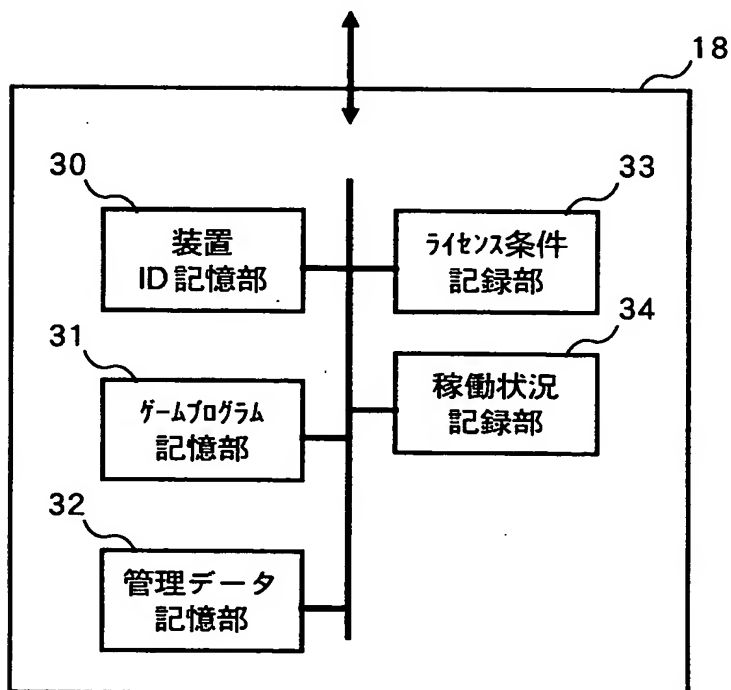 18
30
装置
ID記憶部
33
ライセンス条件
記録部
31
ゲームプログラム
記憶部
34
稼働状況
記録部
32
管理データ
記憶部